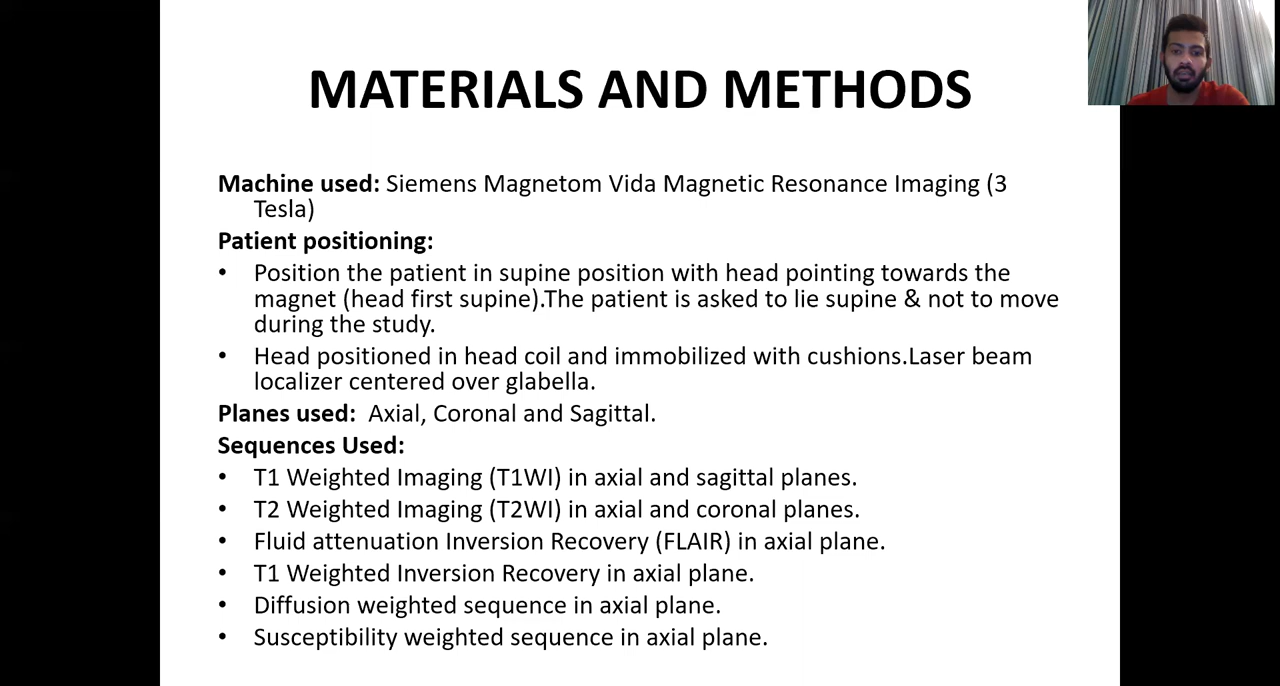 MATERIALS AND METHODS
Machine used: Siemens Magnetom Vida Magnetic Resonance Imaging (3
Tesla)
Patient positioning:
• Position the patient in supine position with head pointing towards the
magnet (head first supine).The patient is asked to lie supine & not to move
during the study.
• Head positioned in head coil and immobilized with cushions.Laser beam
localizer centered over glabella.
Planes used:  Axial, Coronal and Sagittal.
Sequences Used:
• T1 Weighted Imaging (T1WI) in axial and sagittal planes.
• T2 Weighted Imaging (T2WI) in axial and coronal planes.
• Fluid attenuation Inversion Recovery (FLAIR) in axial plane.
• T1 Weighted Inversion Recovery in axial plane.
• Diffusion weighted sequence in axial plane.
• Susceptibility weighted sequence in axial plane.